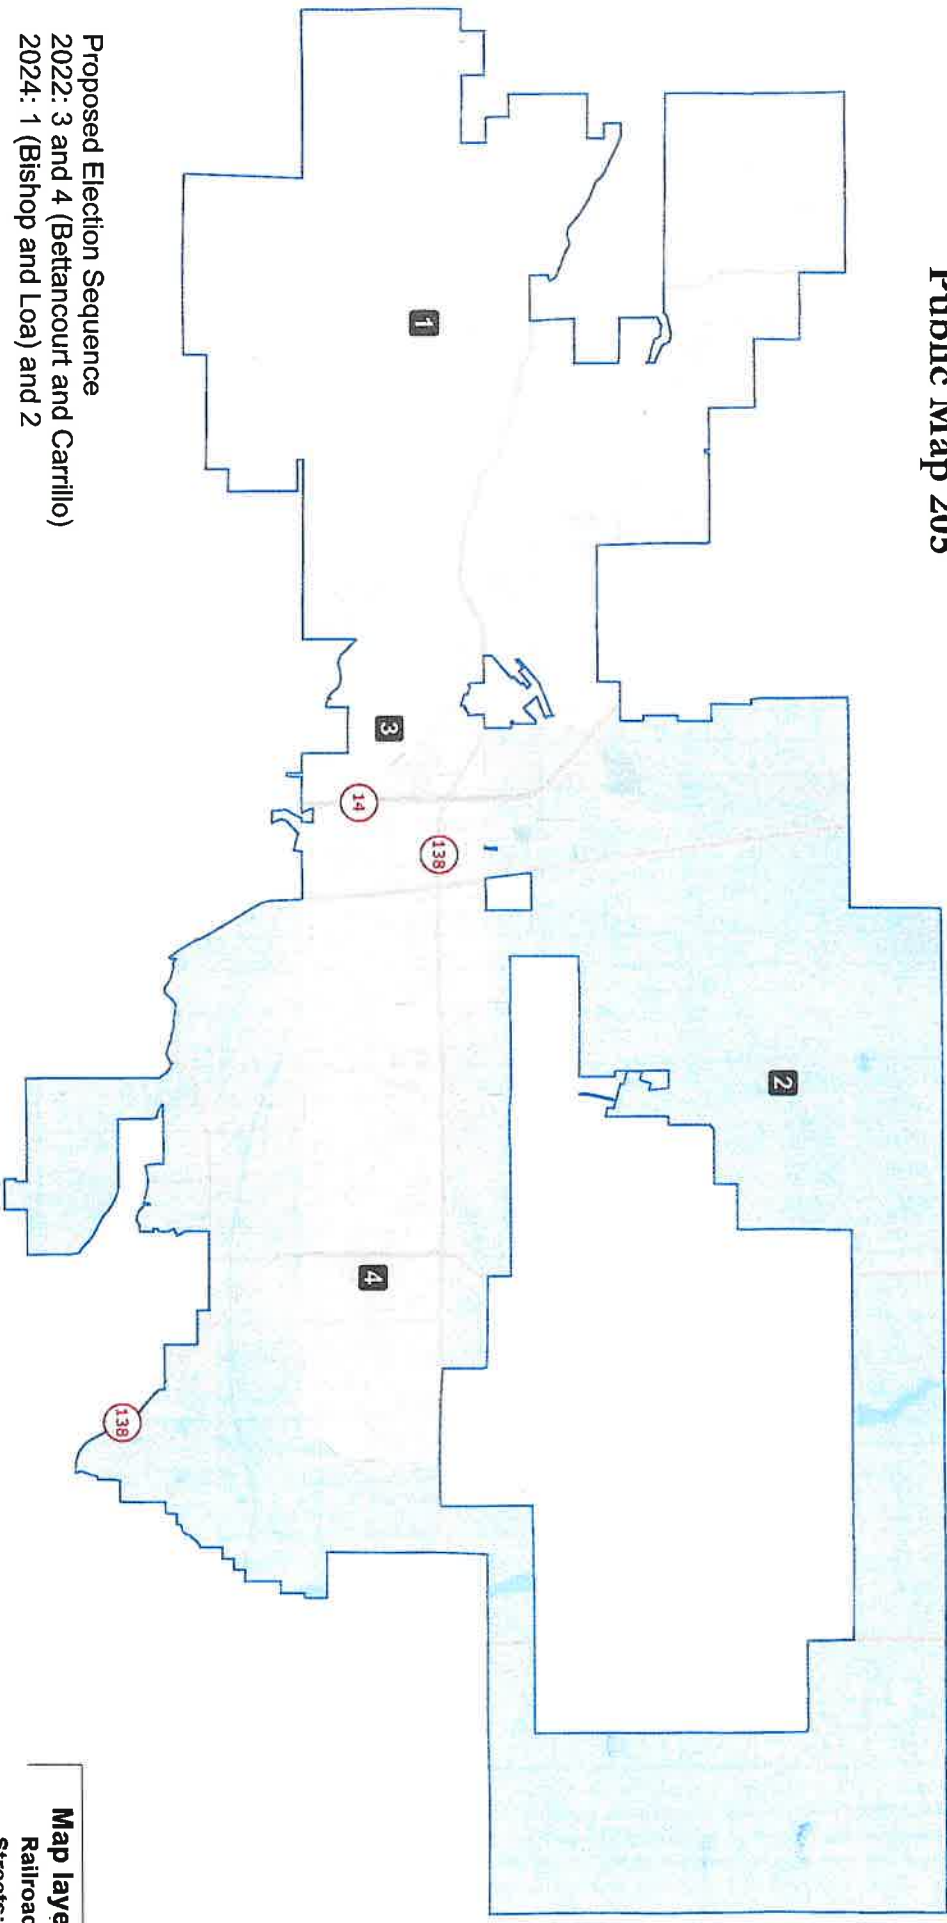 Public Map 205
2
1
3
14
138
4
138
Proposed Election Sequence
2022: 3 and 4 (Bettancourt and Carrillo)
2024: 1 (Bishop and Loa) and 2
Map laye
Railroad
Streets: